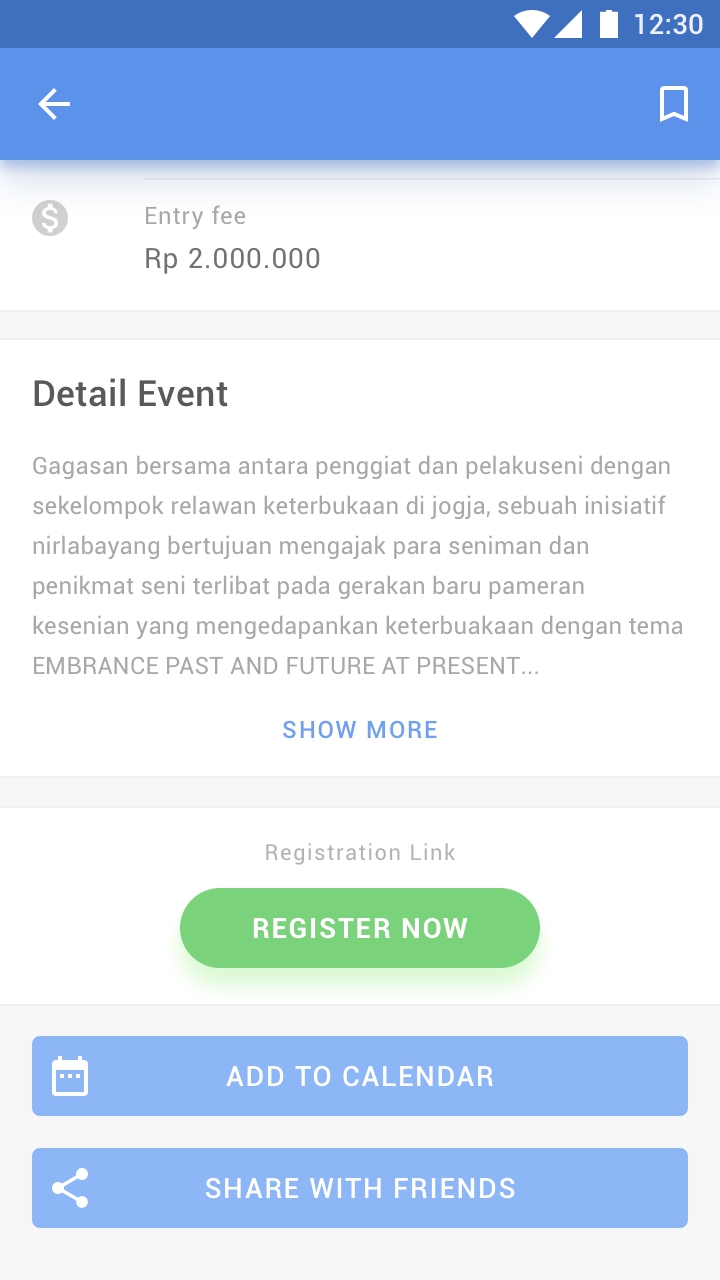 12:30
Entry fee
Rp 2.000.000
Detail Event
Gagasan bersama antara penggiat dan pelakuseni dengan
sekelompok relawan keterbukaan di jogja, sebuah inisiatif
nirlabayang bertujuan mengajak para seniman dan
penikmat seni terlibat pada gerakan baru pameran
kesenian yang mengedapankan keterbuakaan dengan tema
EMBRANCE PAST AND FUTURE AT PRESENT...
SHOW MORE
Registration Link
REGISTER NOW
ADD TO CALENDAR
SHARE WITH FRIENDS